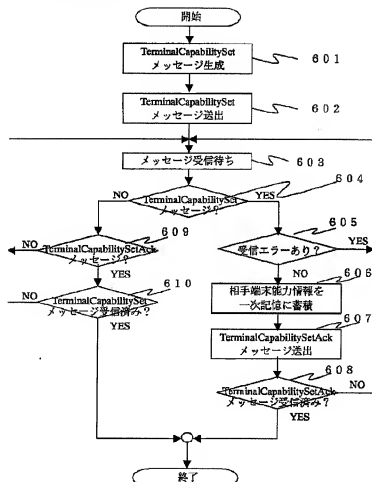 開始
TerminalCapabilitySet
メッセージ生成
601
TerminalCapabilitySet
メッセージ送出
602
メッセージ受信待ち
603
604
NO
TerminalCapabilitySet
メッセージ?
YES
609
605
NO
TerminalCapabilitySetAck
メッセージ?
受信エラーあり?
YES
YES
610
NO
606
NO
TerminalCapabilitySet
メッセージ受信済み?
相手端末能力情報を
一次記憶に蓄積
YES
607
TerminalCapabilitySetAck
メッセージ送出
608
TerminalCapabilitySetAck
メッセージ受信済み?
NO
YES
終了